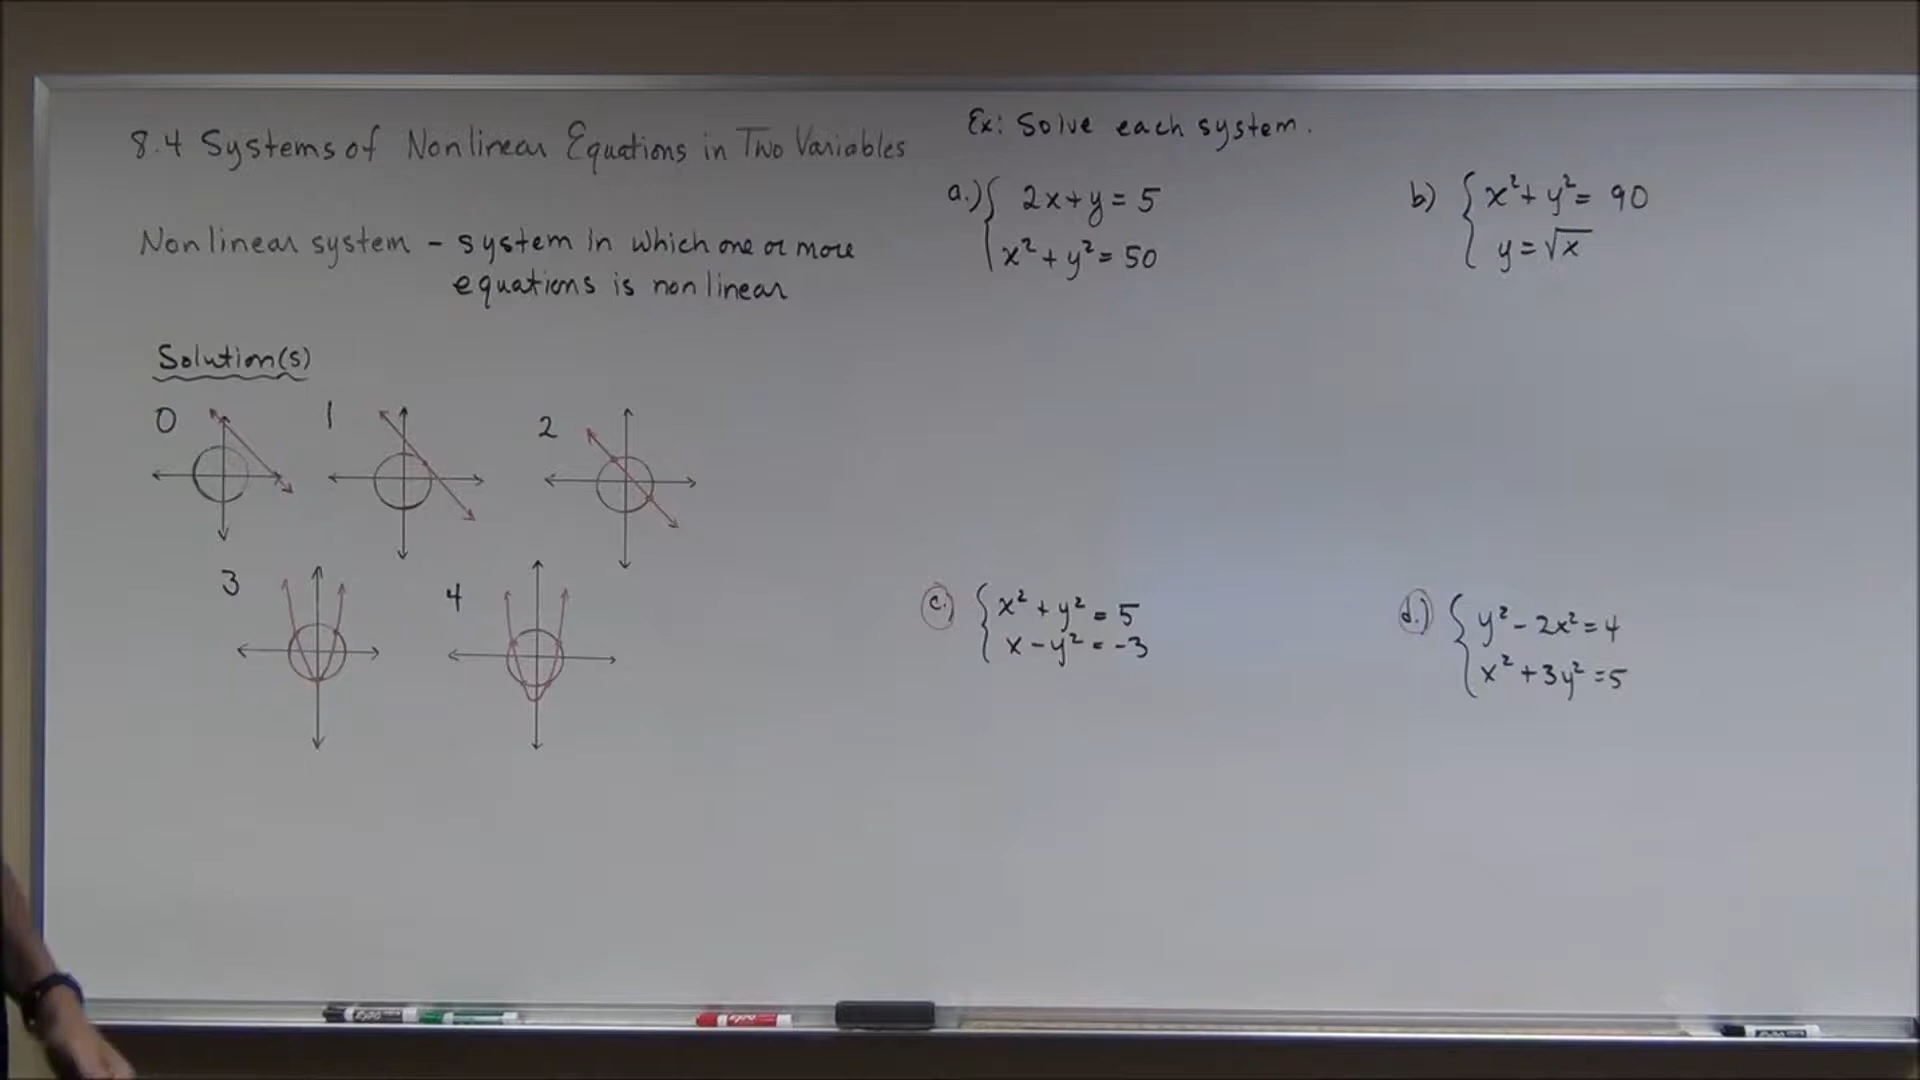 8.4 Systems of Nonlinear Equations in Two Variables
Nonlinear system - system in which one or more
equations is nonlinear
Solution(s)
0
1
2
3
4
Ex: Solve each system.
a.) { 2x+y = 5
x² + y² = 50
b) { x² + y² = 90
y = √x
c.) { x² + y² = 5
x - y² = -3
d.) { y² - 2x² = 4
x² + 3y² = 5